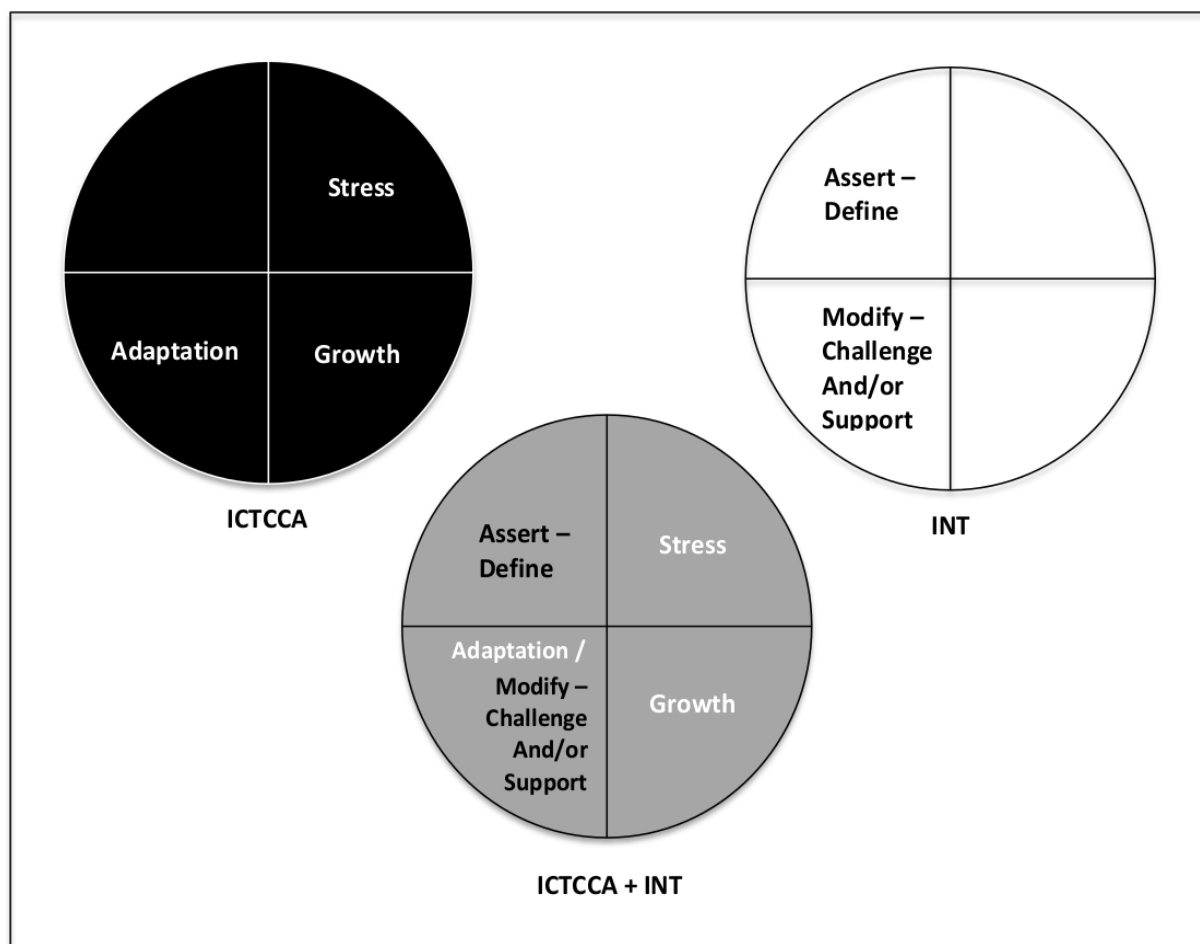 Stress
Adaptation
Growth
ICTCCA
Assert –
Define
Modify –
Challenge
And/or
Support
INT
Assert –
Define
Stress
Adaptation /
Modify –
Challenge
And/or
Support
Growth
ICTCCA + INT